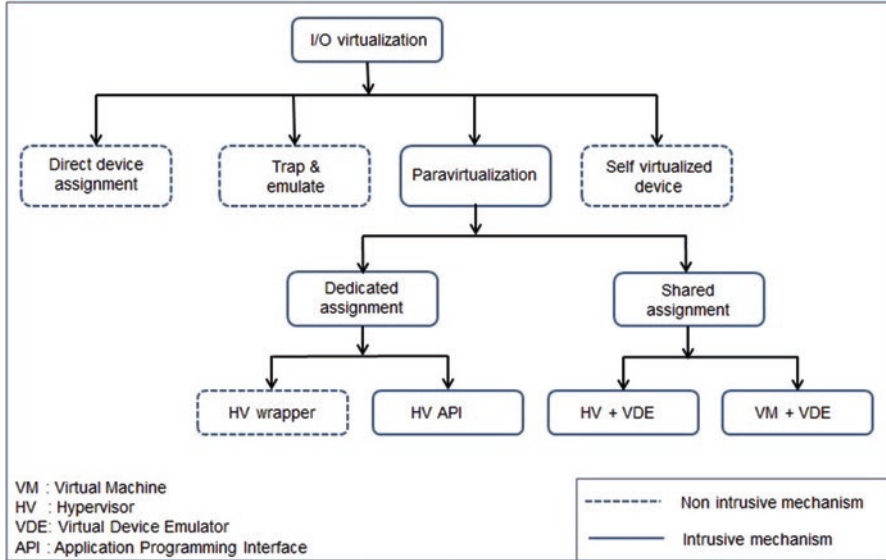 I/O virtualization
Direct device
assignment
Trap &
emulate
Paravirtualization
Self virtualized
device
Dedicated
assignment
Shared
assignment
HV wrapper
HV API
HV + VDE
VM + VDE
VM : Virtual Machine
HV : Hypervisor
VDE: Virtual Device Emulator
API : Application Programming Interface
Non intrusive mechanism
Intrusive mechanism